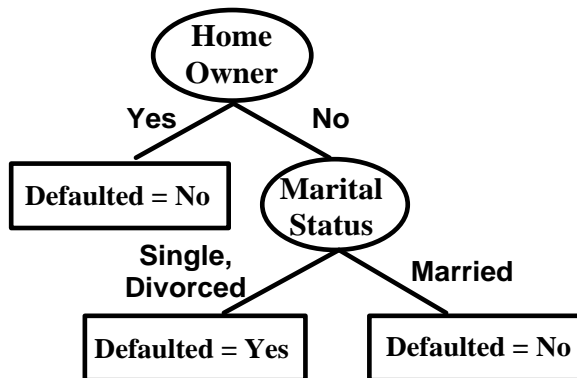 Home
Owner
Yes
No
Defaulted = No
Marital
Status
Single,
Divorced
Married
Defaulted = Yes
Defaulted = No